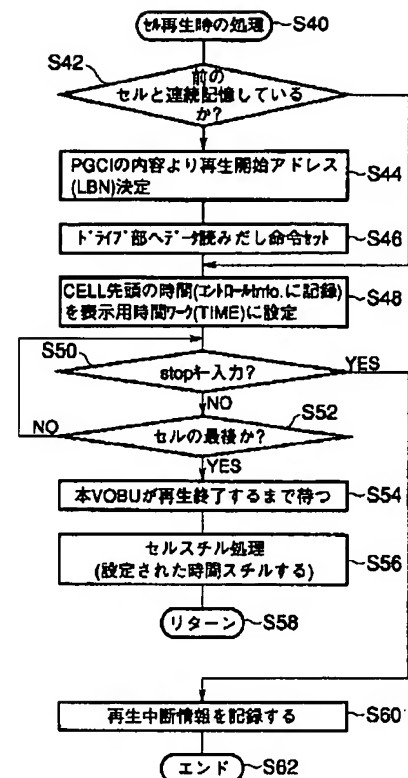 セル再生時の処理 S40
S42
前の
セルと連続記憶している
か?
PGCIの内容より再生開始アドレス
(LBN)決定
S44
ドライブ部へデータ読みだし命令セット
S46
CELL先頭の時間(エントロールInfo.に記録)
を表示用時間ワーク(TIME)に設定
S48
S50
stopキー入力?
YES
NO
S52
セルの最後か?
NO
YES
本VOBUが再生終了するまで待つ
S54
セルスチル処理
(設定された時間スチルする)
S56
リターン S58
再生中断情報を記録する
S60
エンド S62